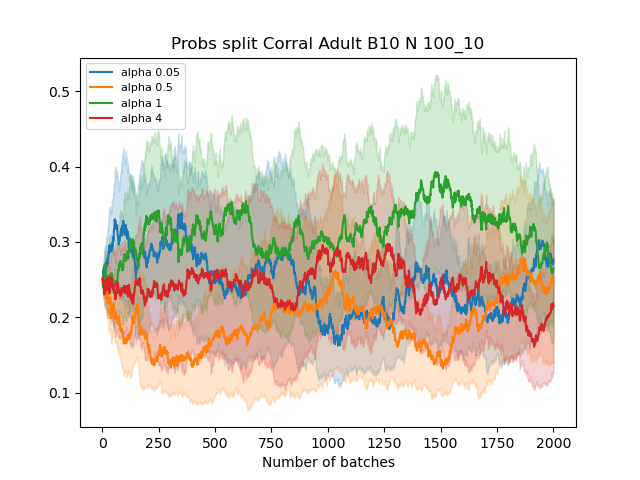 Probs split Corral Adult B10 N 100_10
alpha 0.05
alpha 0.5
alpha 1
alpha 4
0.5
0.4
0.3
0.2
0.1
0 250 500 750 1000 1250 1500 1750 2000
Number of batches